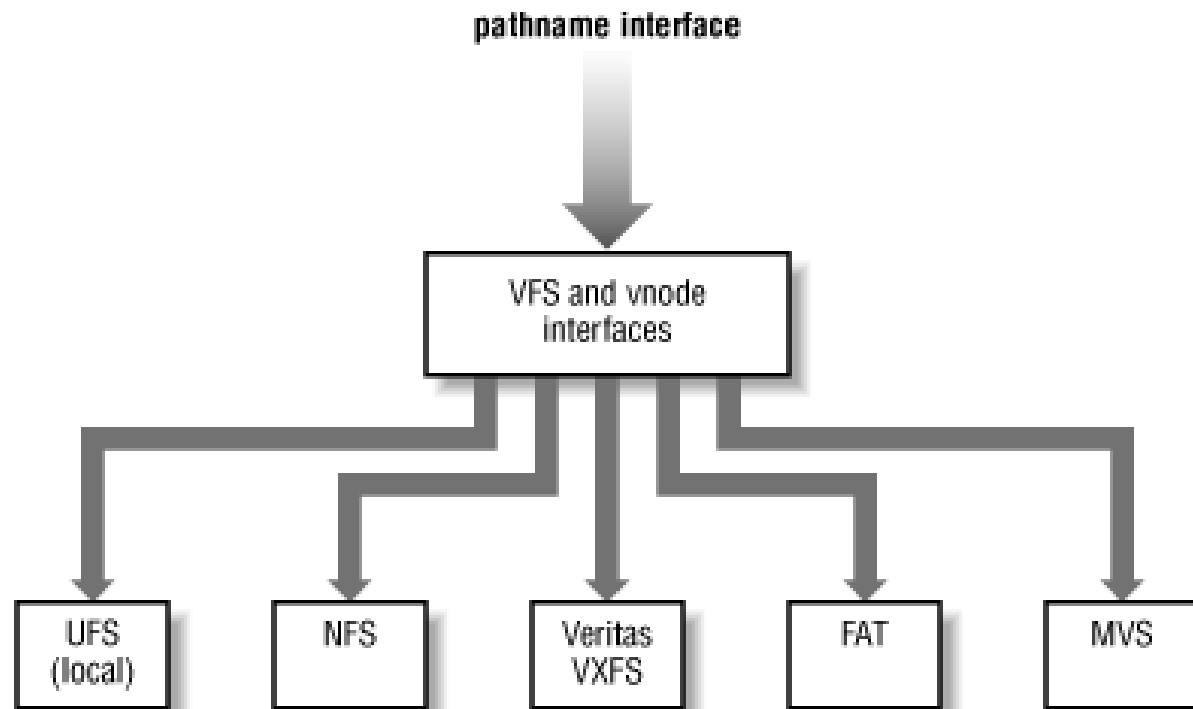 pathname interface
VFS and vnode
interfaces
UFS
(local)
NFS
Veritas
VXFS
FAT
MVS